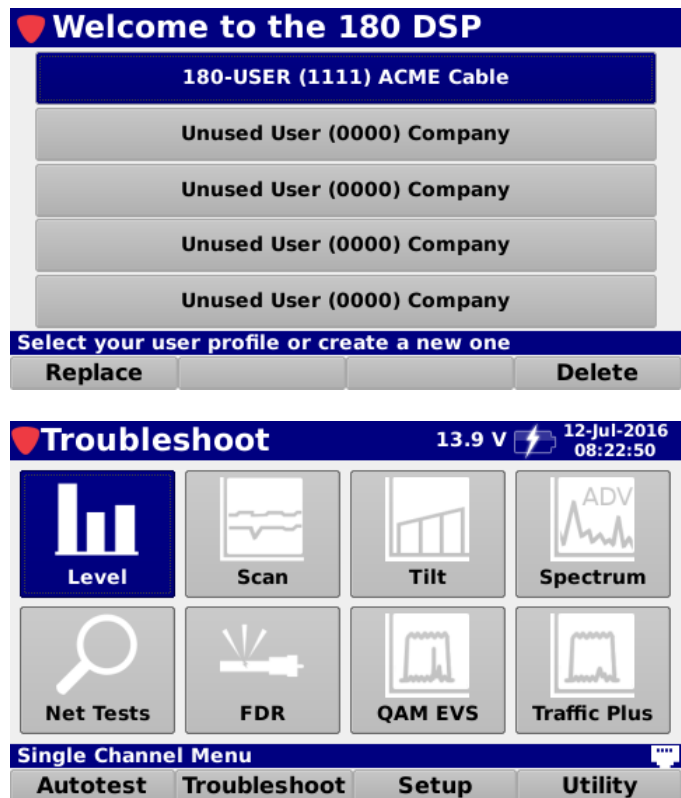 Welcome to the 180 DSP
180-USER (1111) ACME Cable
Unused User (0000) Company
Unused User (0000) Company
Unused User (0000) Company
Unused User (0000) Company
Select your user profile or create a new one
Replace Delete
Troubleshoot 13.9 V 12-Jul-2016
08:22:50
ADV
Level Scan Tilt Spectrum
Net Tests FDR QAM EVS Traffic Plus
Single Channel Menu
Autotest Troubleshoot Setup Utility